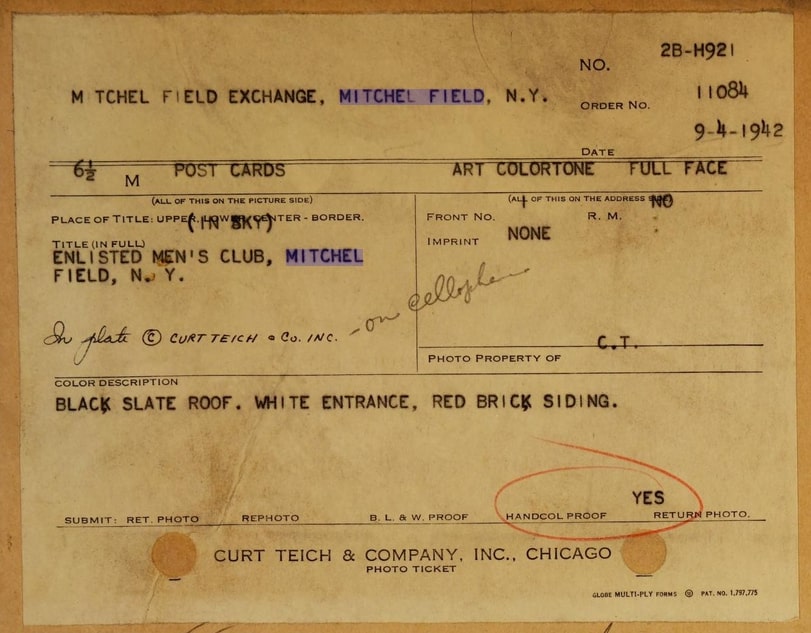 NO. 2B-H921
M TCHEL FIELD EXCHANGE, MITCHEL FIELD, N.Y.
ORDER NO. 11084
DATE 9-4-1942
6½ M POST CARDS ART COLORTONE FULL FACE
(ALL OF THIS ON THE PICTURE SIDE) (ALL OF THIS ON THE ADDRESS SIDE)
PLACE OF TITLE: UPPER, LOWER, CENTER - BORDER.
(IN SKY)
FRONT NO. 1 R. M. NO
TITLE (IN FULL)
IMPRINT NONE
ENLISTED MEN'S CLUB, MITCHEL
FIELD, N. Y.
In plate © CURT TEICH & Co. INC. - on
C.T.
PHOTO PROPERTY OF
COLOR DESCRIPTION
BLACK SLATE ROOF. WHITE ENTRANCE, RED BRICK SIDING.
YES
SUBMIT: RET. PHOTO REPHOTO B. L. & W. PROOF HANDCOL PROOF RETURN PHOTO.
CURT TEICH & COMPANY, INC., CHICAGO
PHOTO TICKET
GLOBE MULTI-PLY FORMS PAT. NO. 1,797,775